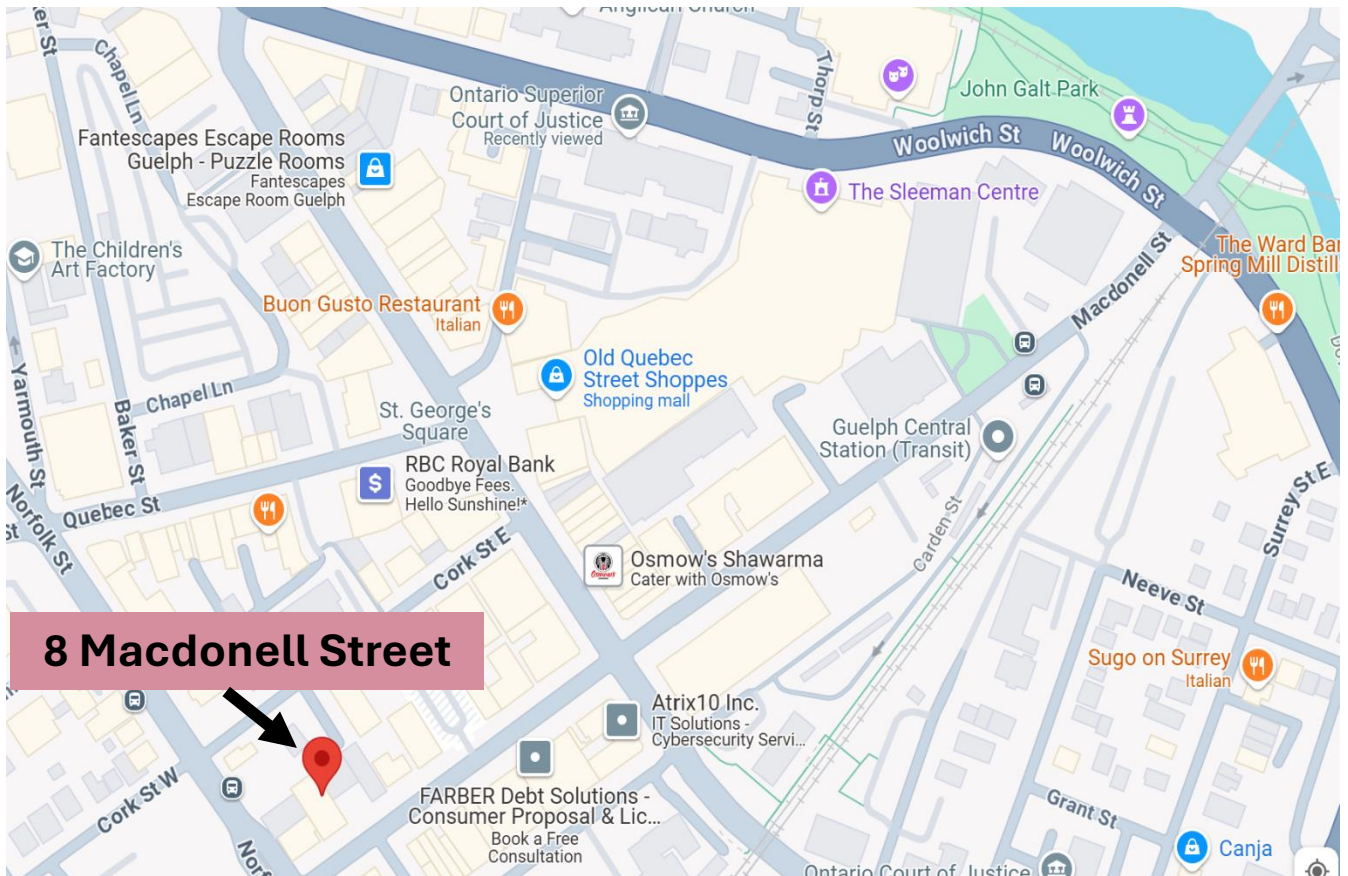 Anglican Church
er St
Chapel Ln
Thorp St
John Galt Park
Ontario Superior
Court of Justice
Recently viewed
Fantescapes Escape Rooms
Guelph - Puzzle Rooms
Fantescapes
Escape Room Guelph
Woolwich St
Woolwich St
The Sleeman Centre
The Children's
Art Factory
The Ward Bar
Spring Mill Distill
Macdonell St
Buon Gusto Restaurant
Italian
Old Quebec
Street Shoppes
Shopping mall
Yarmouth St
Chapel Ln
Baker St
St. George's
Square
Guelph Central
Station (Transit)
RBC Royal Bank
Goodbye Fees.
Hello Sunshine!*
$
Quebec St
St
Norfolk St
Surrey St E
Cork St E
Carden St
Osmow's Shawarma
Cater with Osmow's
Neeve St
8 Macdonell Street
Sugo on Surrey
Italian
Atrix10 Inc.
IT Solutions -
Cybersecurity Servi...
Cork St W
FARBER Debt Solutions -
Consumer Proposal & Lic...
Book a Free
Consultation
Grant St
Norf
Canja
Ontario Court of Justice